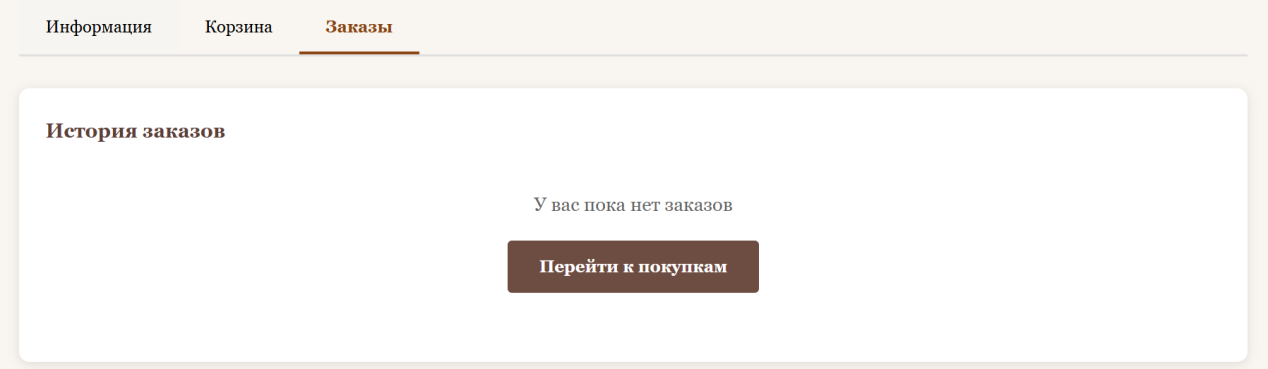 Информация Корзина Заказы
История заказов
У вас пока нет заказов
Перейти к покупкам